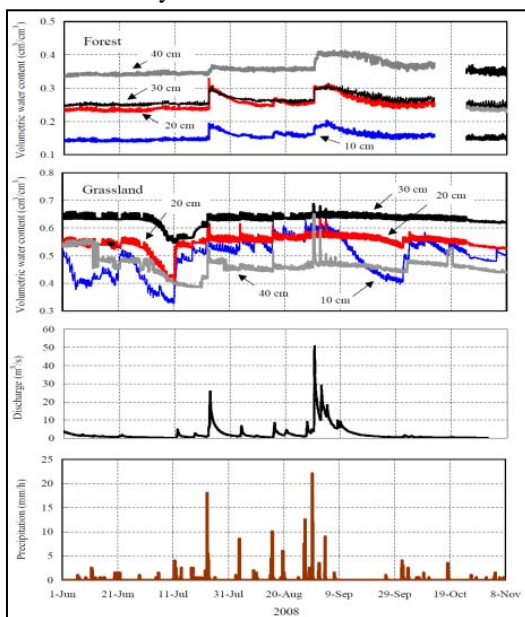 0.5
0.4
0.3
0.2
0.1
Volumetric water content (cm³/cm³)
Forest
40 cm
30 cm
20 cm
10 cm
0.8
0.7
0.6
0.5
0.4
0.3
Volumetric water content (cm³/cm³)
Grassland
20 cm
30 cm
20 cm
40 cm
10 cm
60
50
40
30
20
10
0
Discharge (m³/s)
25
20
15
10
5
0
Precipitation (mm/h)
1-Jun 21-Jun 11-Jul 31-Jul 20-Aug 9-Sep 29-Sep 19-Oct 8-Nov
2008